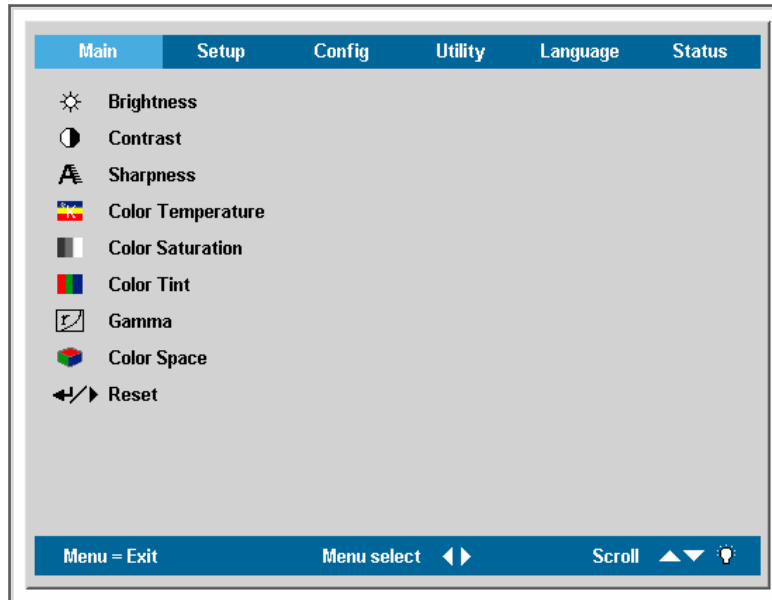 Main Setup Config Utility Language Status
Brightness
Contrast
Sharpness
Color Temperature
Color Saturation
Color Tint
Gamma
Color Space
Reset
Menu = Exit Menu select Scroll